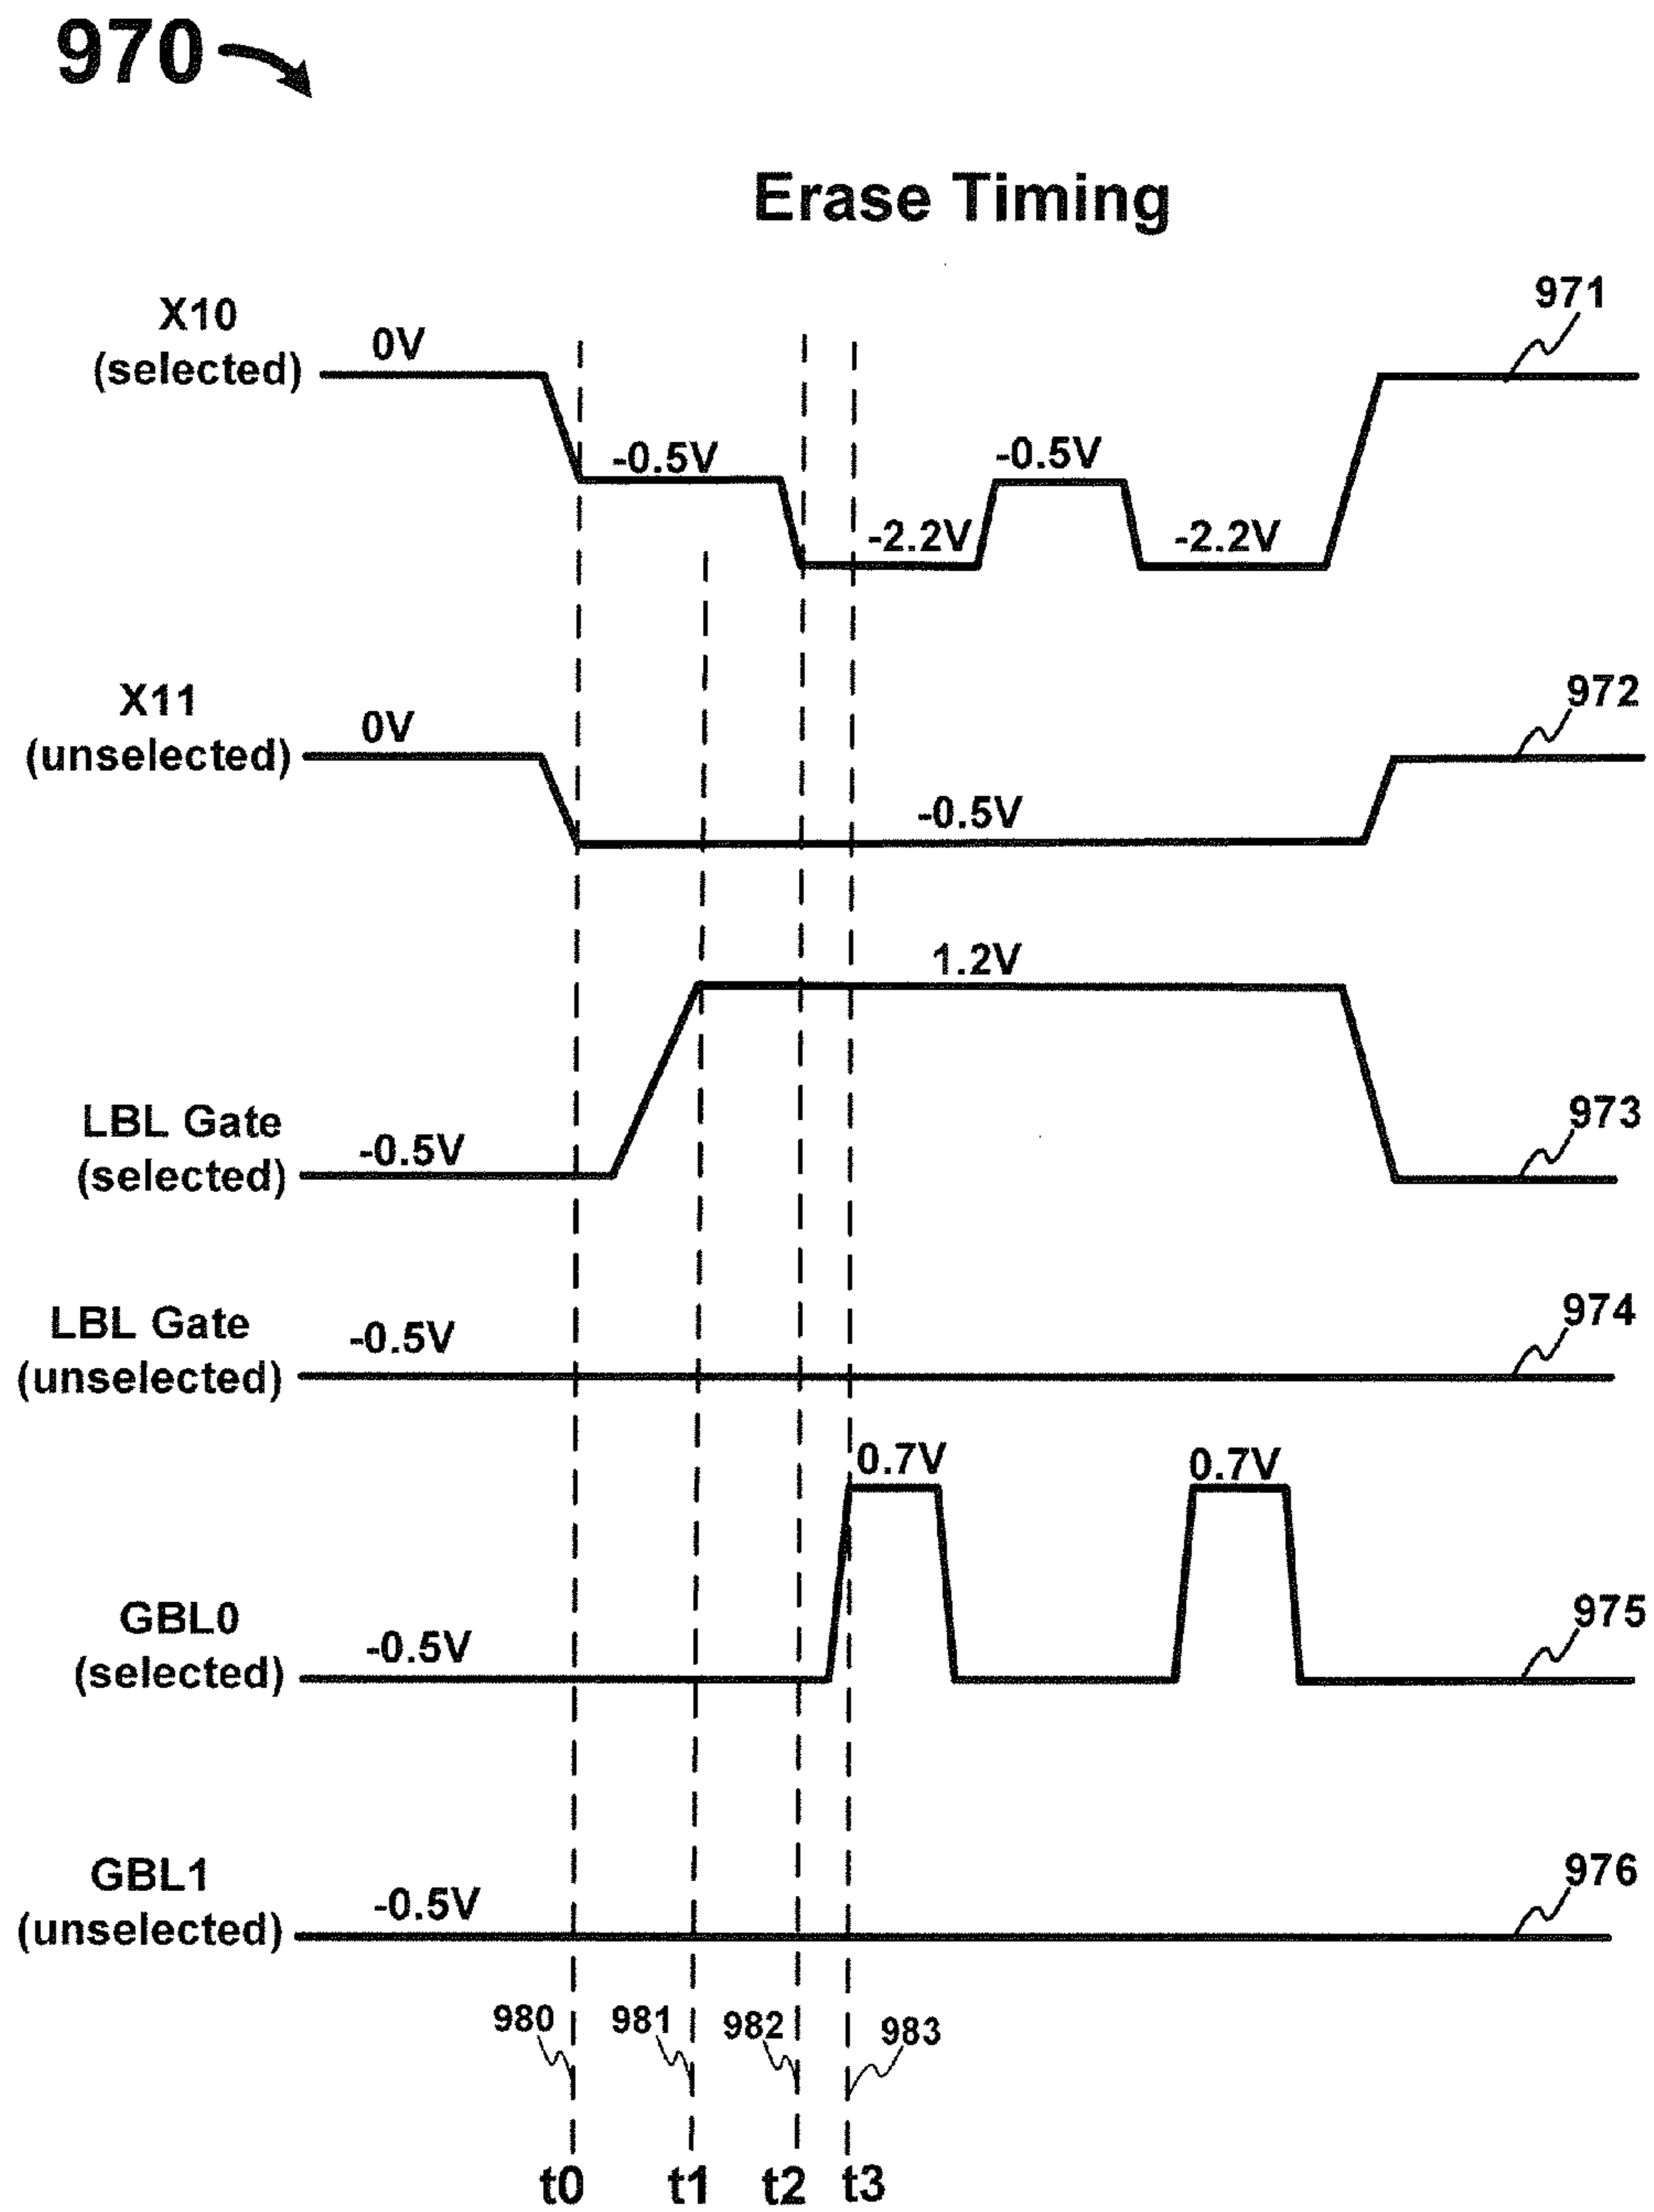 970
Erase Timing
X10
(selected)
0V
-0.5V
-2.2V
-0.5V
-2.2V
971
X11
(unselected)
0V
-0.5V
972
LBL Gate
(selected)
-0.5V
1.2V
973
LBL Gate
(unselected)
-0.5V
974
GBL0
(selected)
-0.5V
0.7V
0.7V
975
GBL1
(unselected)
-0.5V
976
980
981
982
983
t0
t1
t2
t3